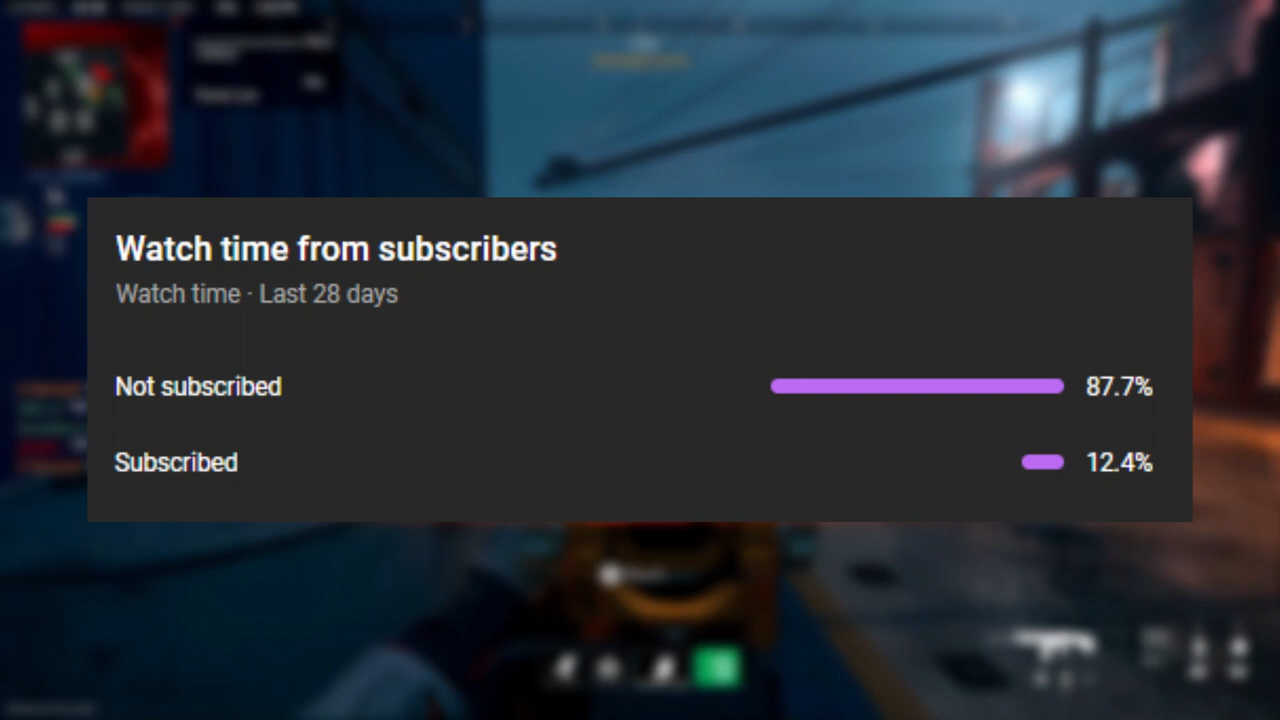 Watch time from subscribers
Watch time · Last 28 days
Not subscribed 87.7%
Subscribed 12.4%